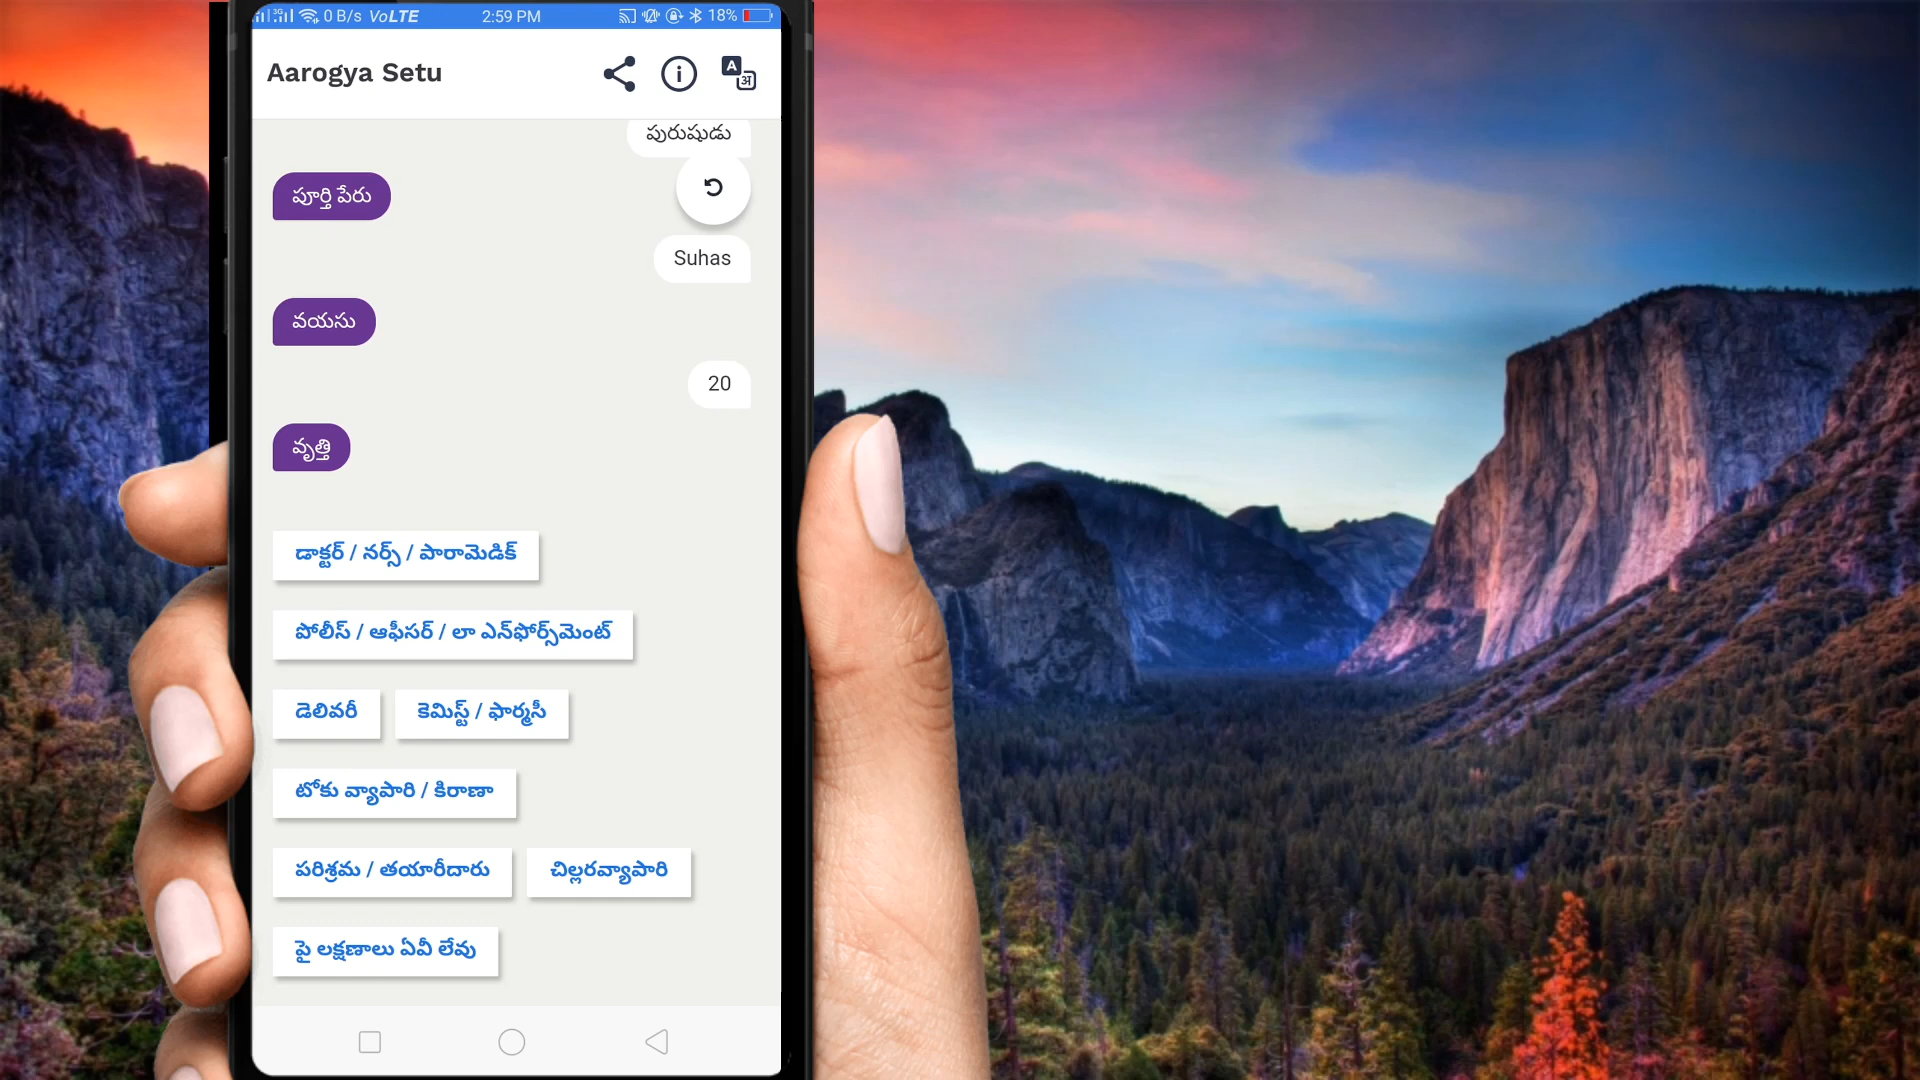 3G 0 B/s VoLTE 2:59 PM 18%
Aarogya Setu
A अ
పురుషుడు
పూర్తి పేరు
Suhas
వయసు
20
వృత్తి
డాక్టర్ / నర్స్ / పారామెడిక్
పోలీస్ / ఆఫీసర్ / లా ఎన్‌ఫోర్స్‌మెంట్
డెలివరీ కెమిస్ట్ / ఫార్మసీ
టోకు వ్యాపారి / కిరాణా
పరిశ్రమ / తయారీదారు చిల్లరవ్యాపారి
పై లక్షణాలు ఏవీ లేవు